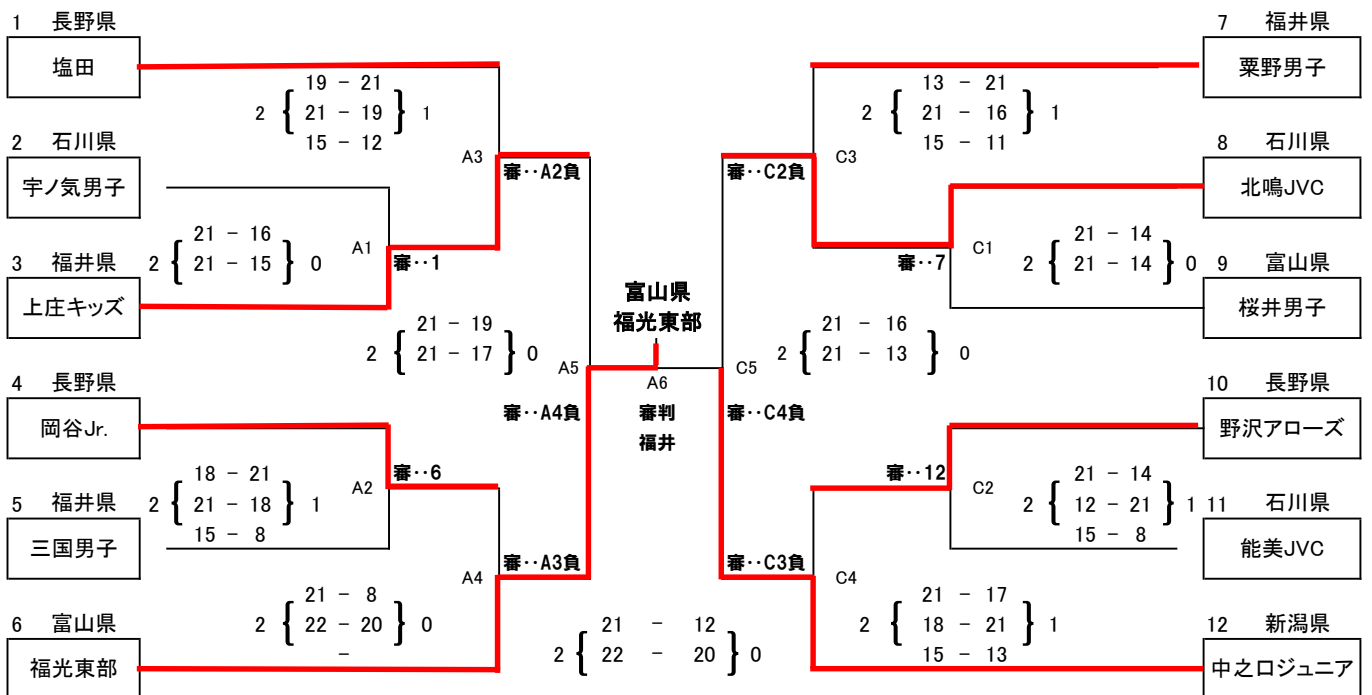 1 長野県
塩田
2 石川県
宇ノ気男子
3 福井県
上庄キッズ
4 長野県
岡谷Jr.
5 福井県
三国男子
6 富山県
福光東部
19 - 21
2 { 21 - 19 } 1
15 - 12
A3
審‥A2負
21 - 16
2 { 21 - 15 } 0
A1
審‥1
21 - 19
2 { 21 - 17 } 0
A5
審‥A4負
18 - 21
2 { 21 - 18 } 1
15 - 8
A2
審‥6
A4
審‥A3負
21 - 8
2 { 22 - 20 } 0
-
富山県
福光東部
A6
審判
福井
21 - 12
2 { 22 - 20 } 0
13 - 21
2 { 21 - 16 } 1
15 - 11
審‥C2負
C3
審‥7
C1
21 - 14
2 { 21 - 14 } 0
21 - 16
2 { 21 - 13 } 0
C5
審‥C4負
審‥12
C2
21 - 14
2 { 12 - 21 } 1
15 - 8
審‥C3負
C4
21 - 17
2 { 18 - 21 } 1
15 - 13
7 福井県
粟野男子
8 石川県
北鳴JVC
9 富山県
桜井男子
10 長野県
野沢アローズ
11 石川県
能美JVC
12 新潟県
中之口ジュニア